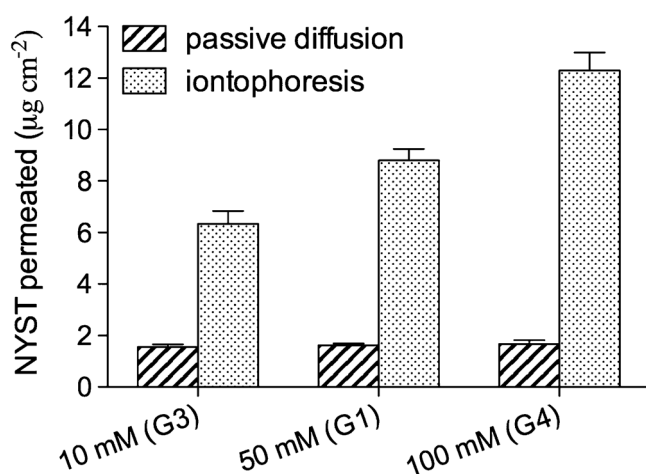 NYST permeated (µg cm-2)
14
12
10
8
6
4
2
0
passive diffusion
iontophoresis
10 mM (G3)
50 mM (G1)
100 mM (G4)